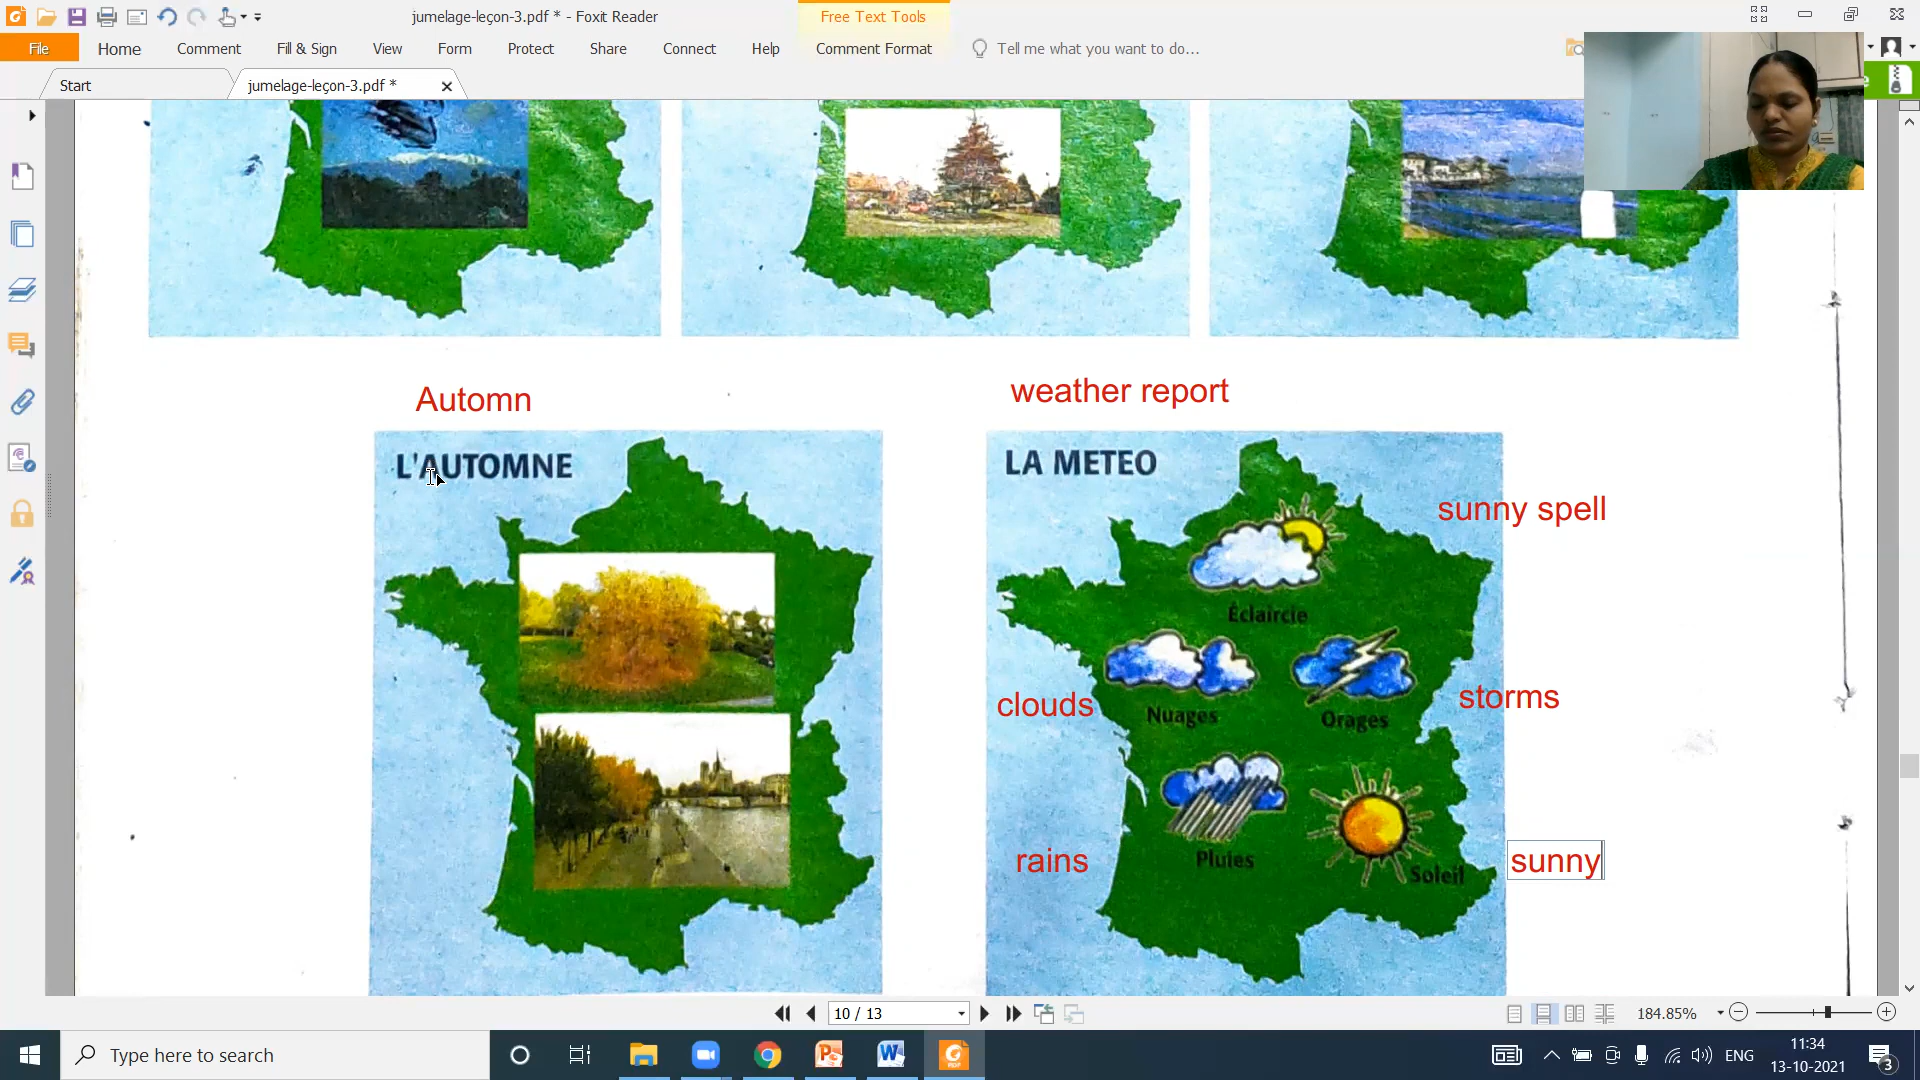 jumelage-leçon-3.pdf * - Foxit Reader
Free Text Tools
File Home Comment Fill & Sign View Form Protect Share Connect Help Comment Format Tell me what you want to do...
Start
jumelage-leçon-3.pdf *
Automn
weather report
L'AUTOMNE
LA METEO
sunny spell
Éclaircie
clouds
storms
Nuages
Orages
rains
Pluies
sunny
Soleil
10 / 13
184.85%
Type here to search
ENG
11:34
13-10-2021
3